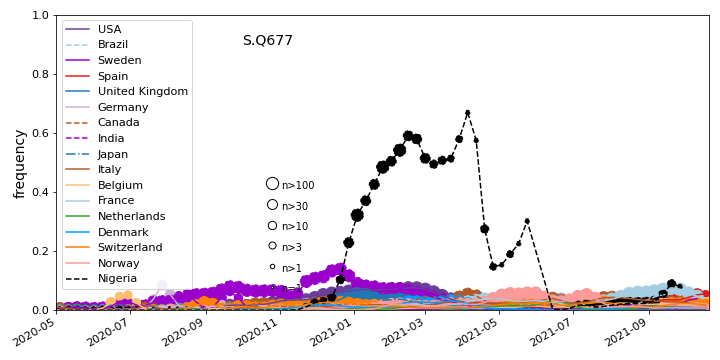 S.Q677
frequency
1.0
0.8
0.6
0.4
0.2
0.0
USA
Brazil
Sweden
Spain
United Kingdom
Germany
Canada
India
Japan
Italy
Belgium
France
Netherlands
Denmark
Switzerland
Norway
Nigeria
n>100
n>30
n>10
n>3
n>1
2020-05
2020-07
2020-09
2020-11
2021-01
2021-03
2021-05
2021-07
2021-09